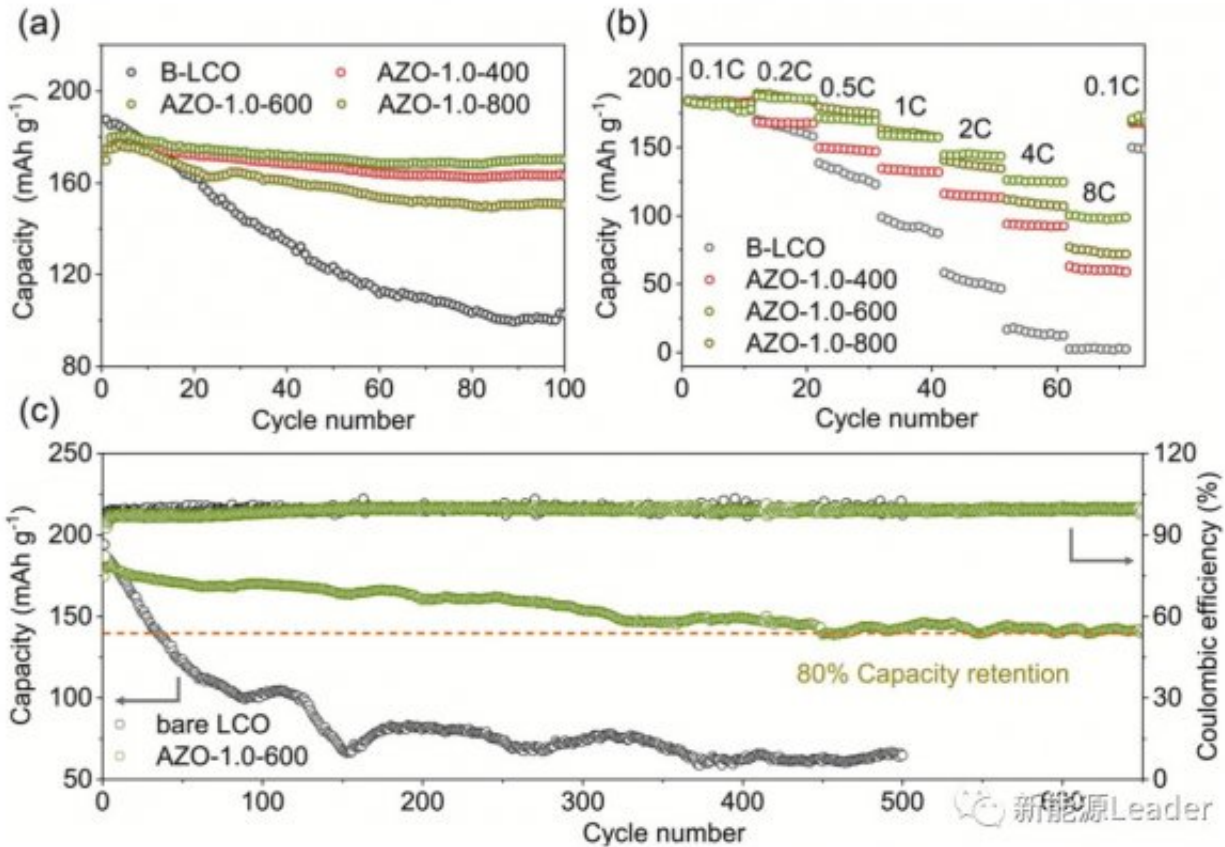 (a)
B-LCO
AZO-1.0-400
AZO-1.0-600
AZO-1.0-800
200
160
120
80
Capacity (mAh g⁻¹)
0 20 40 60 80 100
Cycle number
(b)
0.1C 0.2C 0.5C 1C 2C 4C 8C 0.1C
200
150
100
50
0
Capacity (mAh g⁻¹)
B-LCO
AZO-1.0-400
AZO-1.0-600
AZO-1.0-800
0 20 40 60
Cycle number
(c)
250
200
150
100
50
Capacity (mAh g⁻¹)
120
90
60
30
0
Coulombic efficiency (%)
80% Capacity retention
bare LCO
AZO-1.0-600
0 100 200 300 400 500 600
Cycle number
新能源Leader